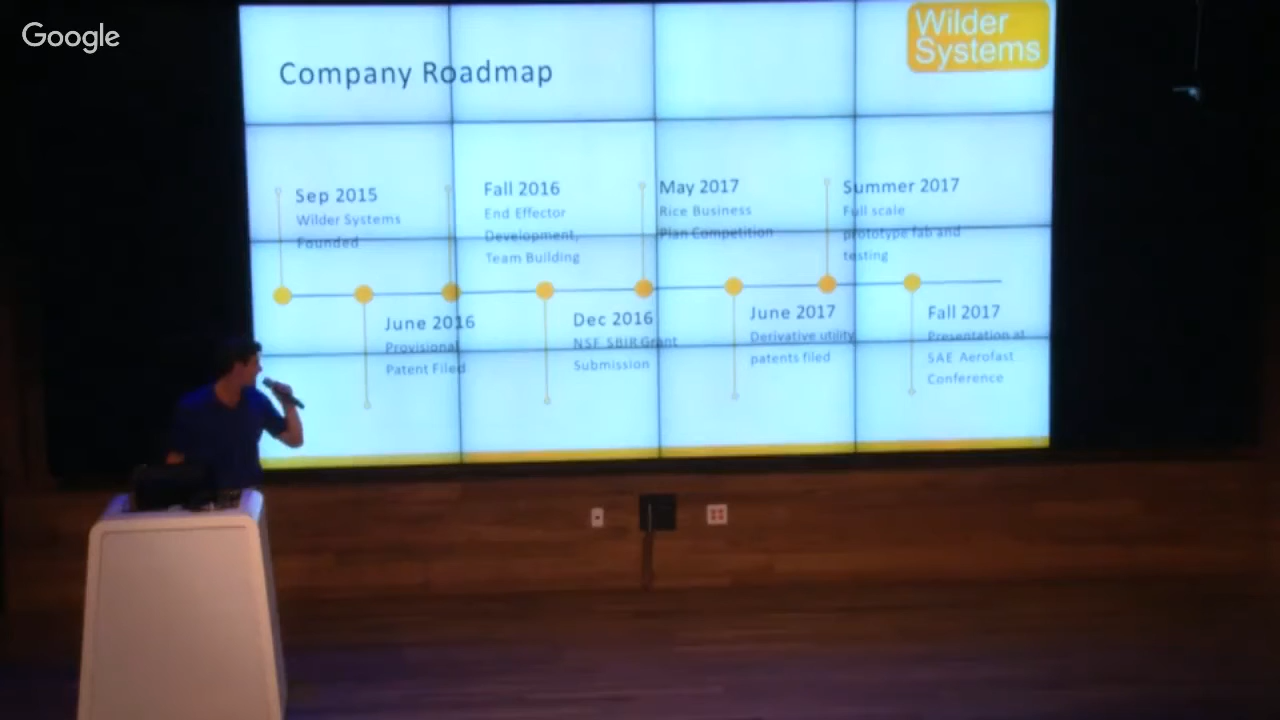 Google
Wilder
Systems
Company Roadmap
Sep 2015
Wilder Systems
Founded
June 2016
Provisional
Patent Filed
Fall 2016
End Effector
Development,
Team Building
Dec 2016
NSF SBIR Grant
Submission
May 2017
Rice Business
Plan Competition
June 2017
Derivative utility
patents filed
Summer 2017
Full scale
prototype fab and
testing
Fall 2017
Presentation at
SAE Aerofast
Conference